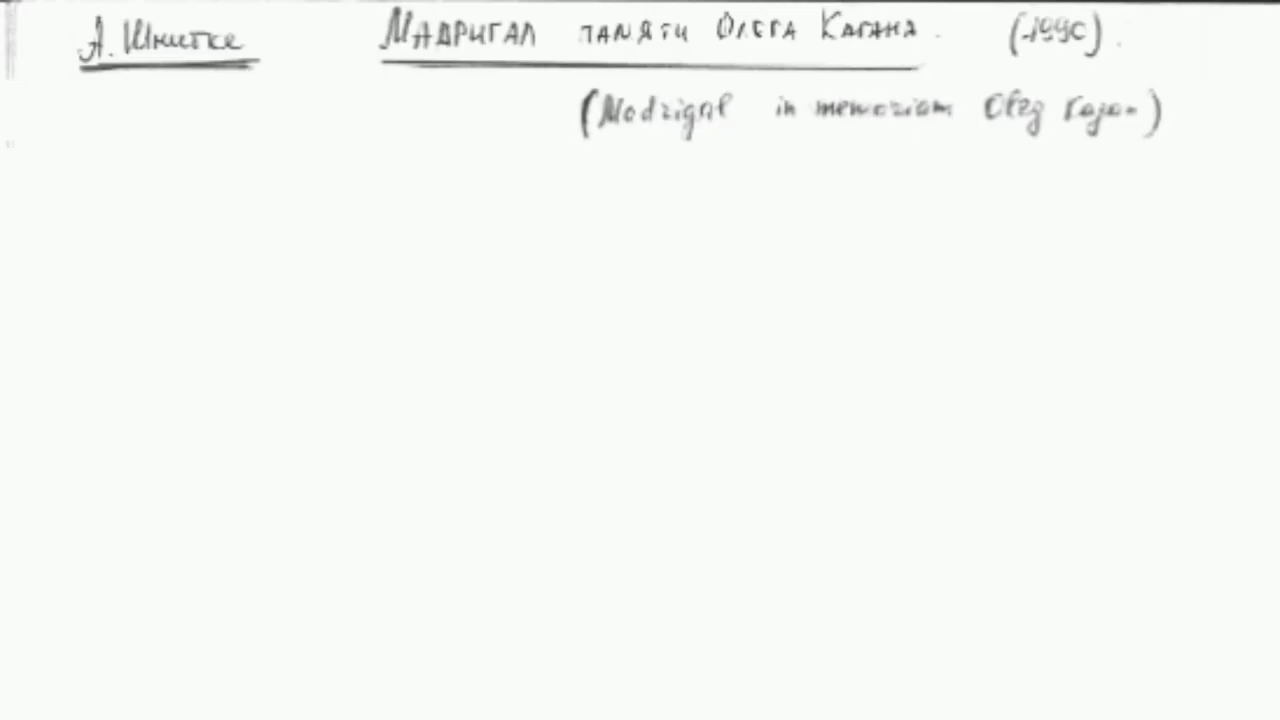 А. Шнитке Мадригал памяти Олега Кагана. (1990).
(Madrigal in memoriam Oleg Kagan)